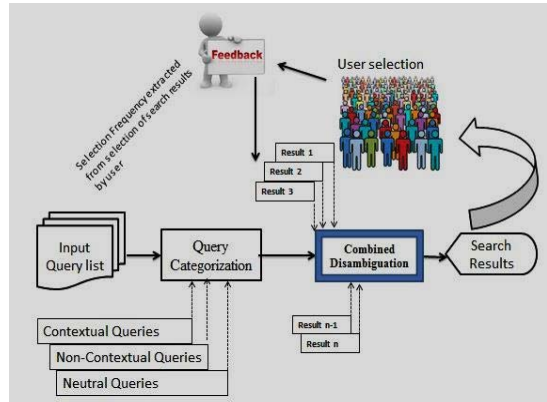 Feedback
User selection
Selection Frequency extracted
from selection of search results
by user
Result 1
Result 2
Result 3
Input
Query list
Query
Categorization
Combined
Disambiguation
Search
Results
Contextual Queries
Non-Contextual Queries
Neutral Queries
Result n-1
Result n